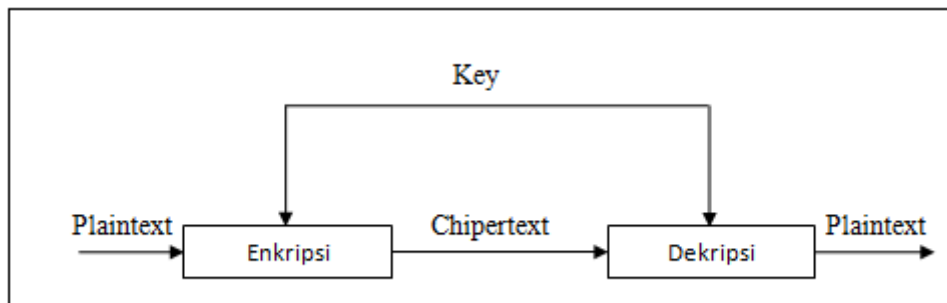 Key
Plaintext
Chipertext
Plaintext
Enkripsi
Dekripsi